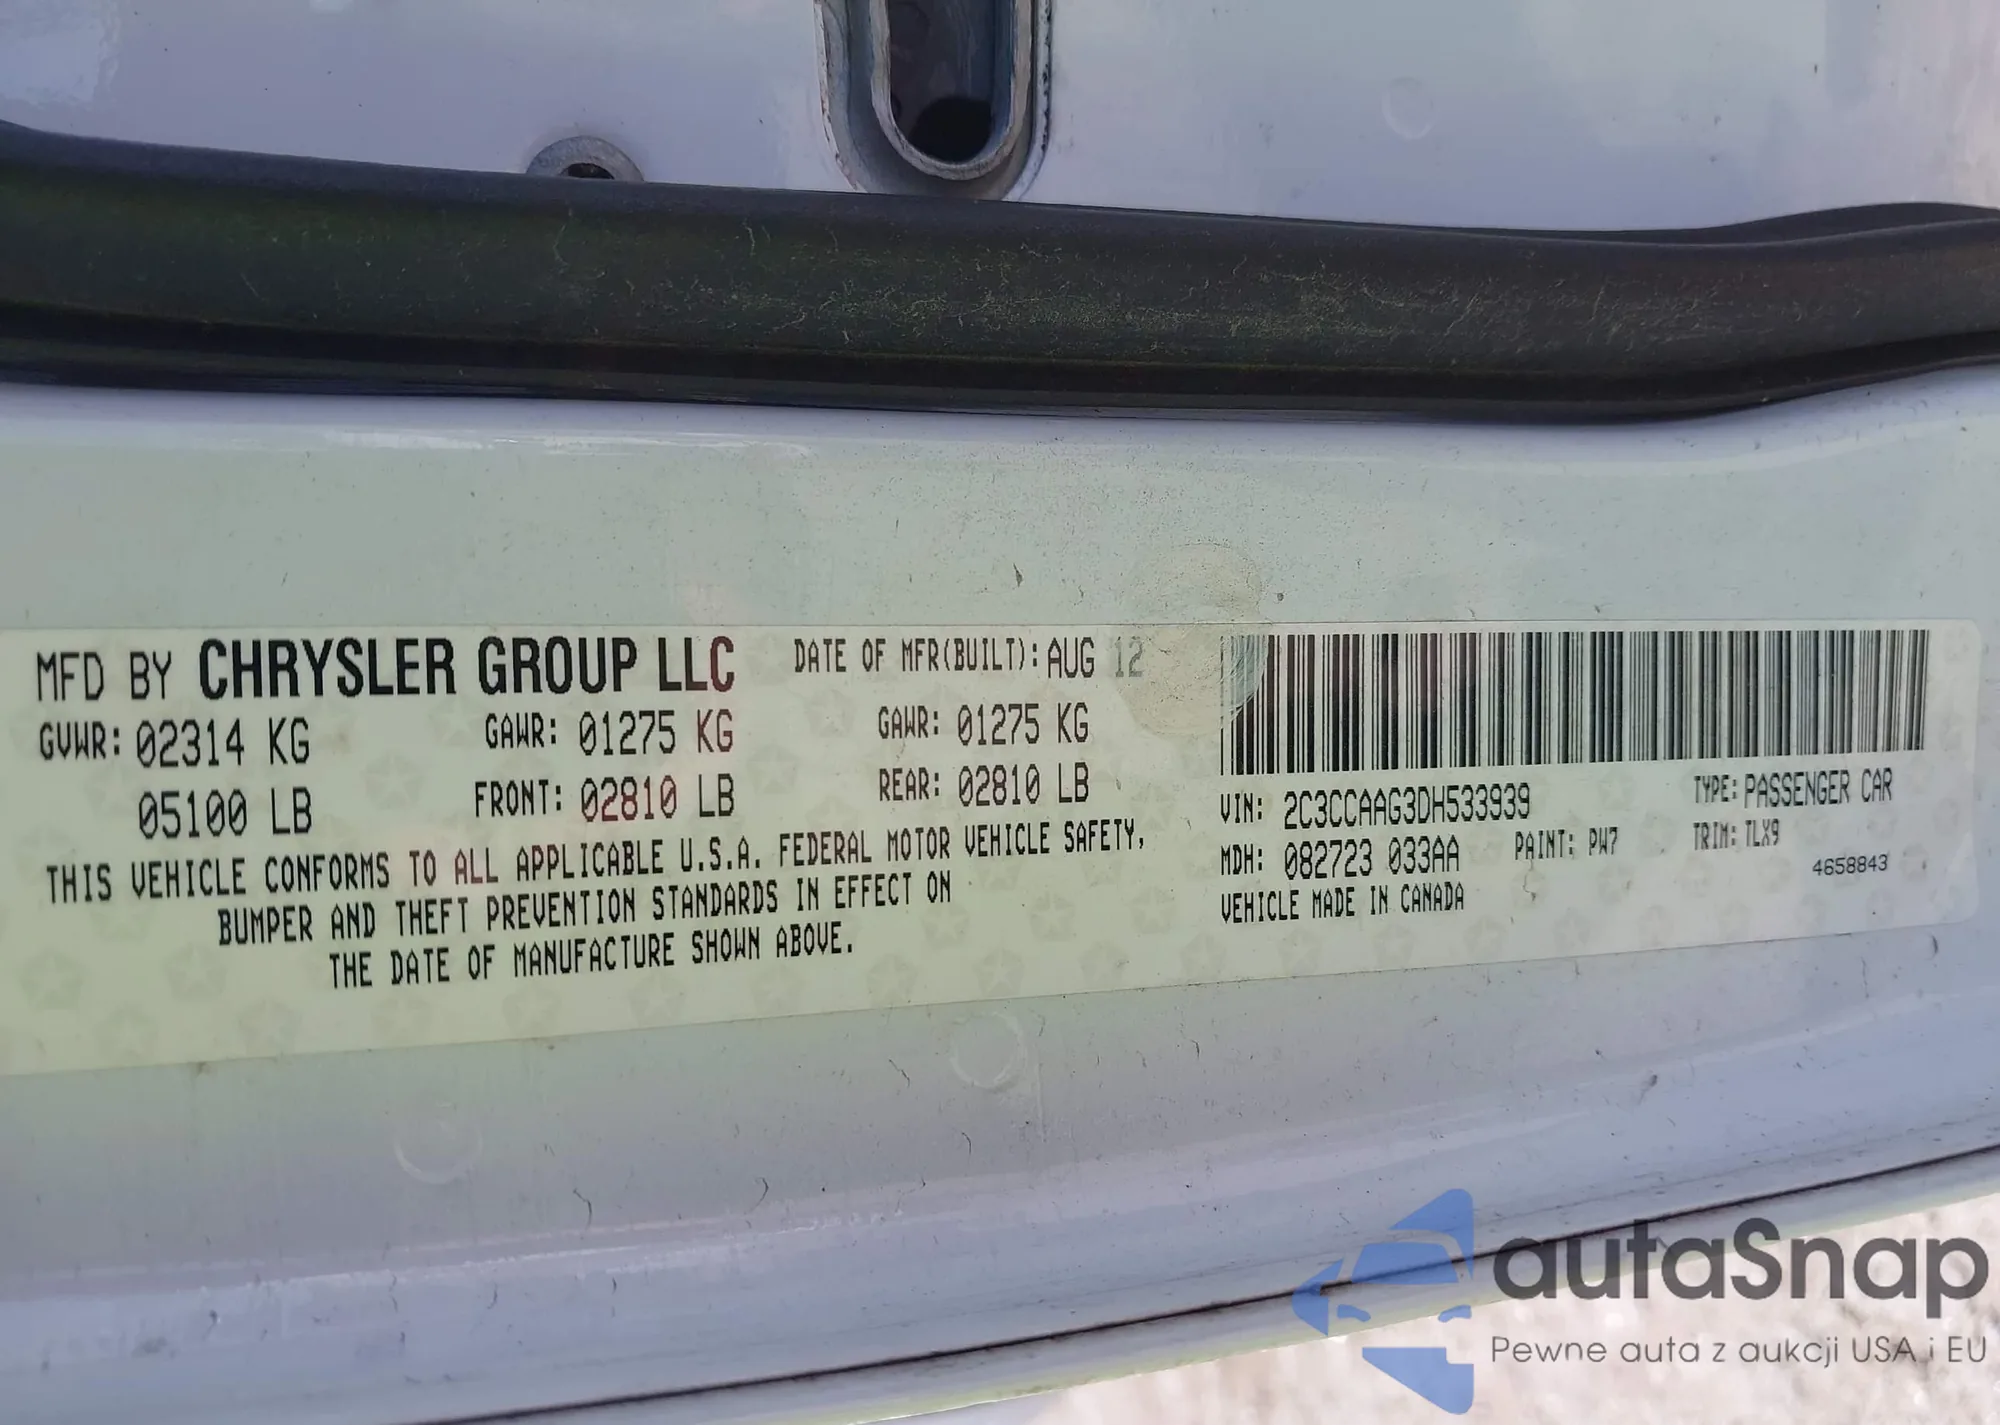 MFD BY CHRYSLER GROUP LLC DATE OF MFR(BUILT): AUG 12
GVWR: 02314 KG GAWR: 01275 KG GAWR: 01275 KG
05100 LB FRONT: 02810 LB REAR: 02810 LB
THIS VEHICLE CONFORMS TO ALL APPLICABLE U.S.A. FEDERAL MOTOR VEHICLE SAFETY,
BUMPER AND THEFT PREVENTION STANDARDS IN EFFECT ON
THE DATE OF MANUFACTURE SHOWN ABOVE.
VIN: 2C3CCAAG3DH533939 TYPE: PASSENGER CAR
MDH: 082723 033AA PAINT: PW7 TRIM: TLX9
VEHICLE MADE IN CANADA 4658843
autaSnap
Pewne auta z aukcji USA i EU